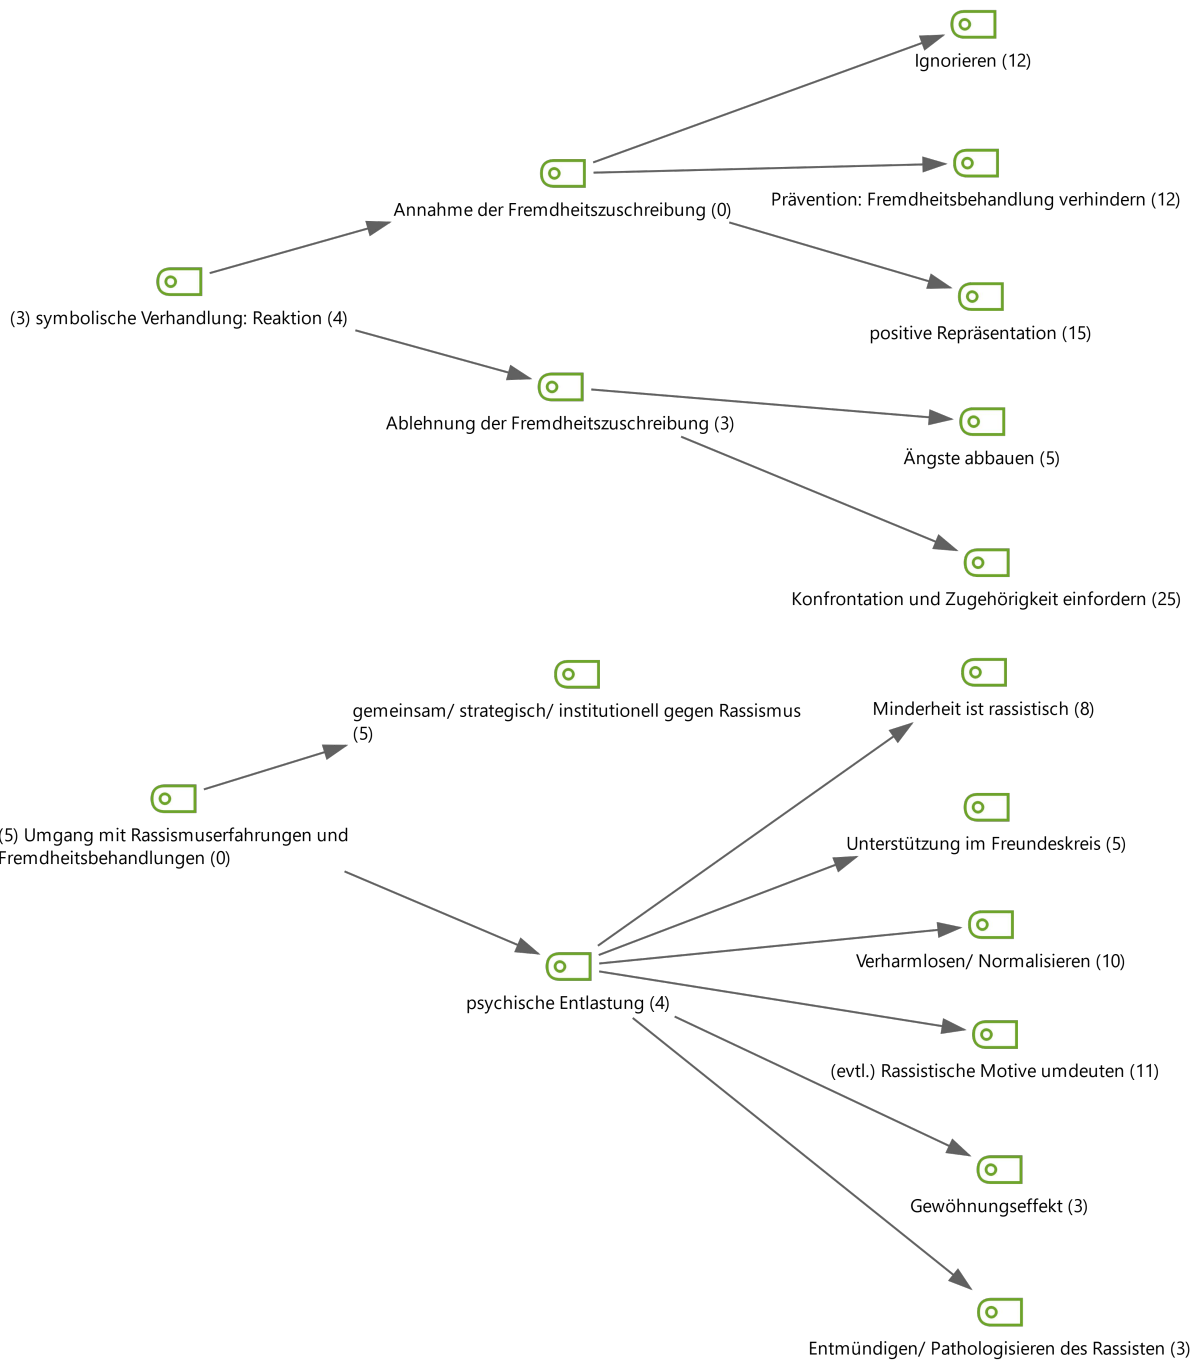 Ignorieren (12)
Prävention: Fremdheitsbehandlung verhindern (12)
Annahme der Fremdheitszuschreibung (0)
(3) symbolische Verhandlung: Reaktion (4)
positive Repräsentation (15)
Ablehnung der Fremdheitszuschreibung (3)
Ängste abbauen (5)
Konfrontation und Zugehörigkeit einfordern (25)
gemeinsam/ strategisch/ institutionell gegen Rassismus
(5)
Minderheit ist rassistisch (8)
(5) Umgang mit Rassismuserfahrungen und
Fremdheitsbehandlungen (0)
Unterstützung im Freundeskreis (5)
Verharmlosen/ Normalisieren (10)
psychische Entlastung (4)
(evtl.) Rassistische Motive umdeuten (11)
Gewöhnungseffekt (3)
Entmündigen/ Pathologisieren des Rassisten (3)